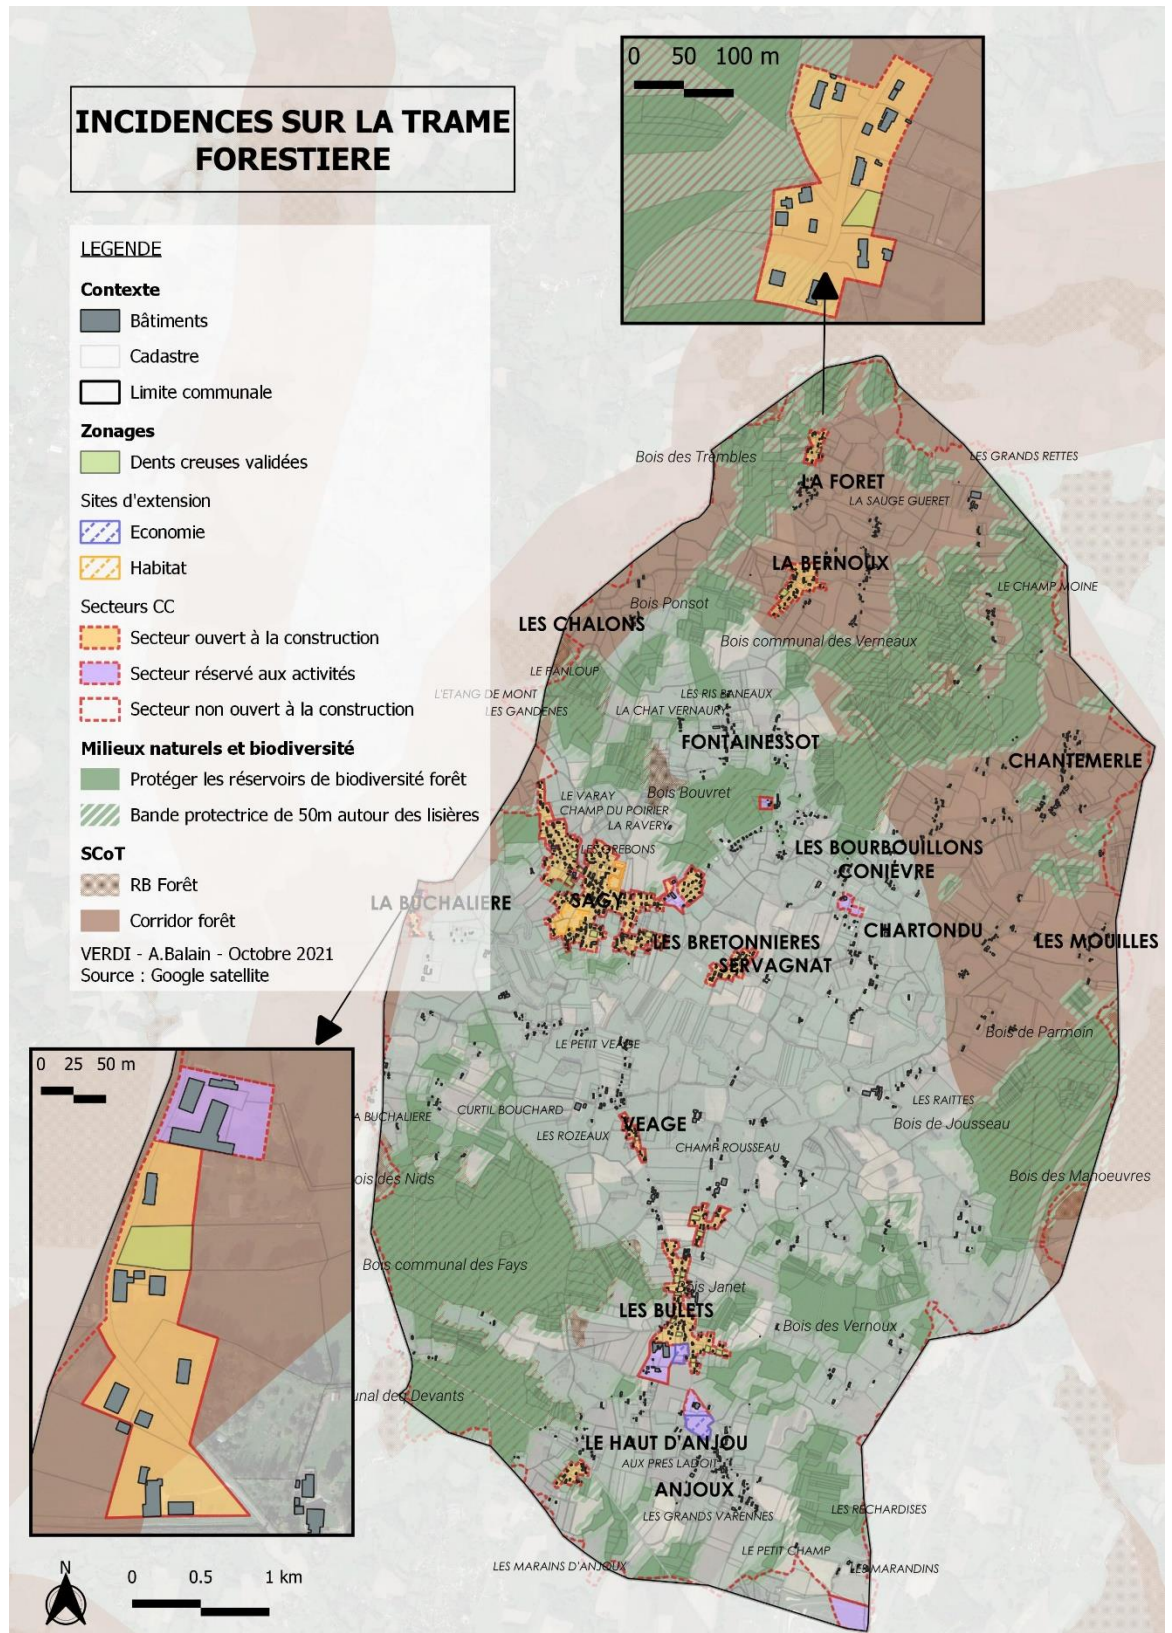 0 50 100 m
INCIDENCES SUR LA TRAME
FORESTIERE
LEGENDE
Contexte
Bâtiments
Cadastre
Limite communale
Zonages
Dents creuses validées
Sites d'extension
Economie
Habitat
Secteurs CC
Secteur ouvert à la construction
Secteur réservé aux activités
Secteur non ouvert à la construction
Milieux naturels et biodiversité
Protéger les réservoirs de biodiversité forêt
Bande protectrice de 50m autour des lisières
SCoT
RB Forêt
Corridor forêt
VERDI - A.Balain - Octobre 2021
Source : Google satellite
Bois des Trembles
LES GRANDS RETTES
LA FORET
LA SAUGE GUERET
LA BERNOUX
LE CHAMP MOINE
Bois Ponsot
LES CHALONS
Bois communal des Verneaux
LE PANLOUP
L'ETANG DE MONT
LES RIS BANEAUX
LES GANDENES
LA CHAT VERNAURY
FONTAINESSOT
CHANTEMERLE
LE VARAY
Bois Bouvret
CHAMP DU POIRIER
LA RAVERY
LES GREBONS
LES BOURBOUILLONS
CONIÈVRE
LA BUCHALIERE
SAGY
CHARTONDU
LES BRETONNIERES
LES MOUILLES
SERVAGNAT
Bois de Parmoin
LE PETIT VEAGE
0 25 50 m
LES RAITTES
A BUCHALIERE
CURTIL BOUCHARD
VEAGE
Bois de Jousseau
LES ROZEAUX
CHAMP ROUSSEAU
ois des Nids
Bois des Manoeuvres
Bois communal des Fays
Bois Janet
LES BULETS
Bois des Vernoux
unal des Devants
LE HAUT D'ANJOU
AUX PRES LADOIT
ANJOUX
LES GRANDS VARENNES
LES RECHARDISES
LE PETIT CHAMP
LES MARAINS D'ANJOUX
LES MARANDINS
N
0 0.5 1 km